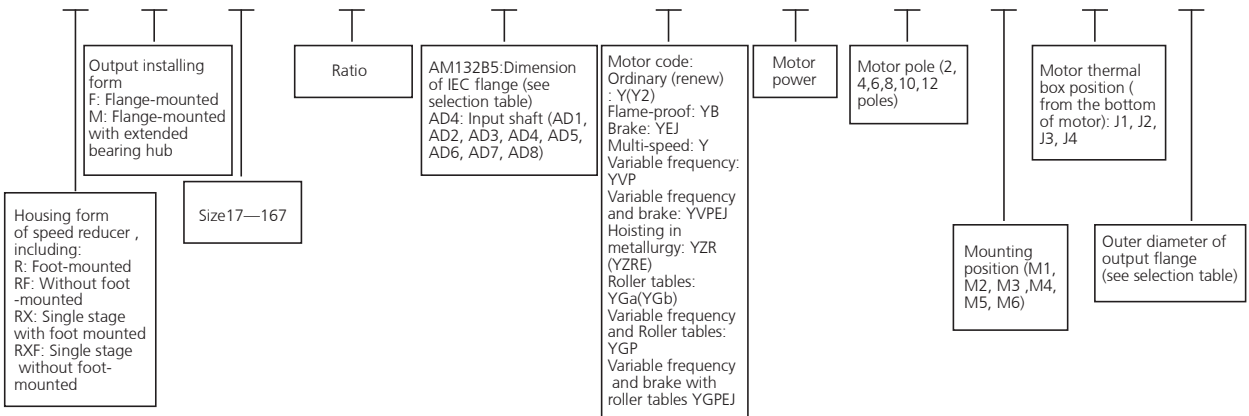 Output installing
form
F: Flange-mounted
M: Flange-mounted
with extended
bearing hub
Housing form
of speed reducer ,
including:
R: Foot-mounted
RF: Without foot
-mounted
RX: Single stage
with foot mounted
RXF: Single stage
without foot-
mounted
Size17—167
Ratio
AM132B5:Dimension
of IEC flange (see
selection table)
AD4: Input shaft (AD1,
AD2, AD3, AD4, AD5,
AD6, AD7, AD8)
Motor code:
Ordinary (renew)
: Y(Y2)
Flame-proof: YB
Brake: YEJ
Multi-speed: Y
Variable frequency:
YVP
Variable frequency
and brake: YVPEJ
Hoisting in
metallurgy: YZR
(YZRE)
Roller tables:
YGa(YGb)
Variable frequency
and Roller tables:
YGP
Variable frequency
and brake with
roller tables YGPEJ
Motor
power
Motor pole (2,
4,6,8,10,12
poles)
Mounting
position (M1,
M2, M3 ,M4,
M5, M6)
Motor thermal
box position (
from the bottom
of motor): J1, J2,
J3, J4
Outer diameter of
output flange
(see selection table)